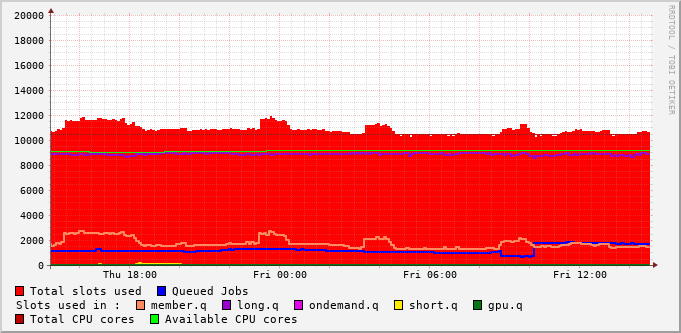 20000
18000
16000
14000
12000
10000
8000
6000
4000
2000
0
Thu 18:00 Fri 00:00 Fri 06:00 Fri 12:00
RRDTOOL / TOBI OETIKER
Total slots used Queued Jobs
Slots used in : member.q long.q ondemand.q short.q gpu.q
Total CPU cores Available CPU cores